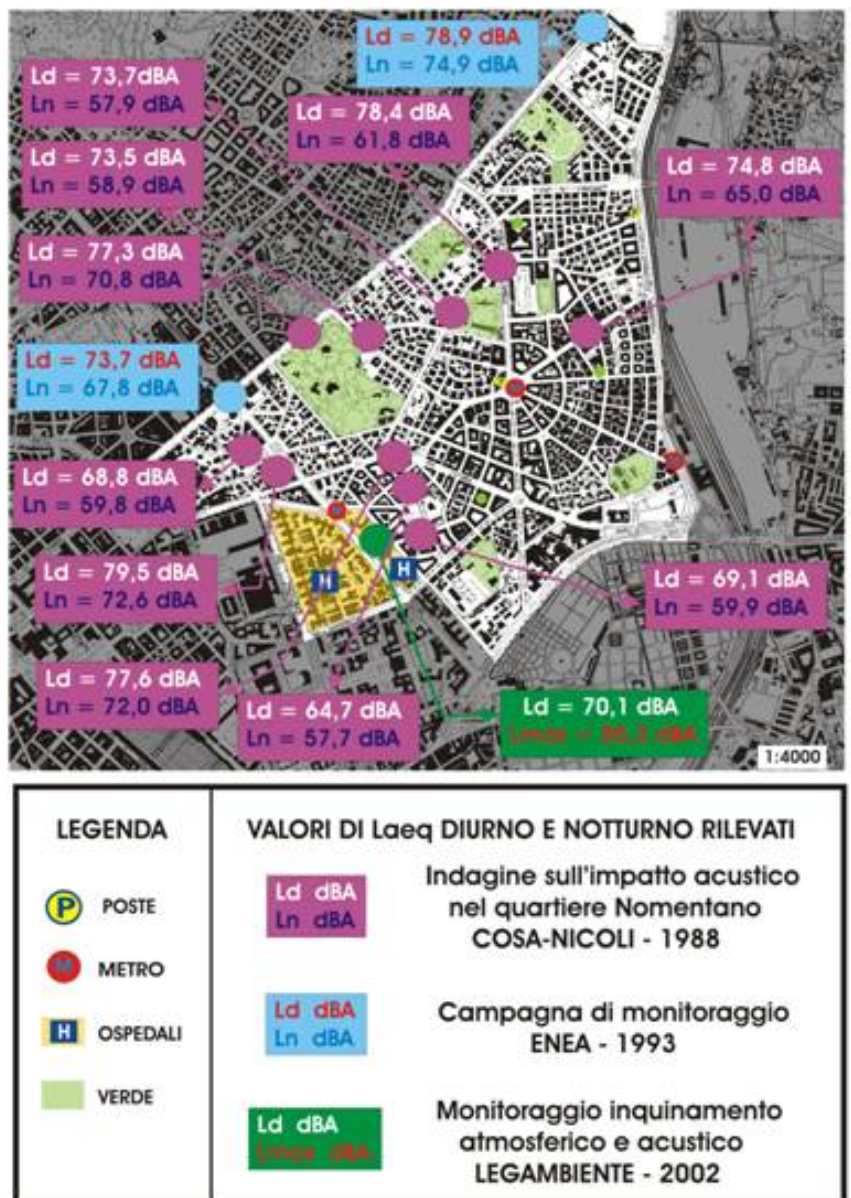 Ld = 78,9 dBA
Ln = 74,9 dBA
Ld = 73,7dBA
Ln = 57,9 dBA
Ld = 78,4 dBA
Ln = 61,8 dBA
Ld = 73,5 dBA
Ln = 58,9 dBA
Ld = 74,8 dBA
Ln = 65,0 dBA
Ld = 77,3 dBA
Ln = 70,8 dBA
Ld = 73,7 dBA
Ln = 67,8 dBA
Ld = 68,8 dBA
Ln = 59,8 dBA
Ld = 79,5 dBA
Ln = 72,6 dBA
H
H
Ld = 69,1 dBA
Ln = 59,9 dBA
Ld = 77,6 dBA
Ln = 72,0 dBA
Ld = 64,7 dBA
Ln = 57,7 dBA
Ld = 70,1 dBA
Lmax = dBA
1:4000
LEGENDA
P POSTE
M METRO
H OSPEDALI
VERDE
VALORI DI Laeq DIURNO E NOTTURNO RILEVATI
Ld dBA
Ln dBA
Indagine sull'impatto acustico
nel quartiere Nomentano
COSA-NICOLI - 1988
Ld dBA
Ln dBA
Campagna di monitoraggio
ENEA - 1993
Ld dBA
Lmax dBA
Monitoraggio inquinamento
atmosferico e acustico
LEGAMBIENTE - 2002